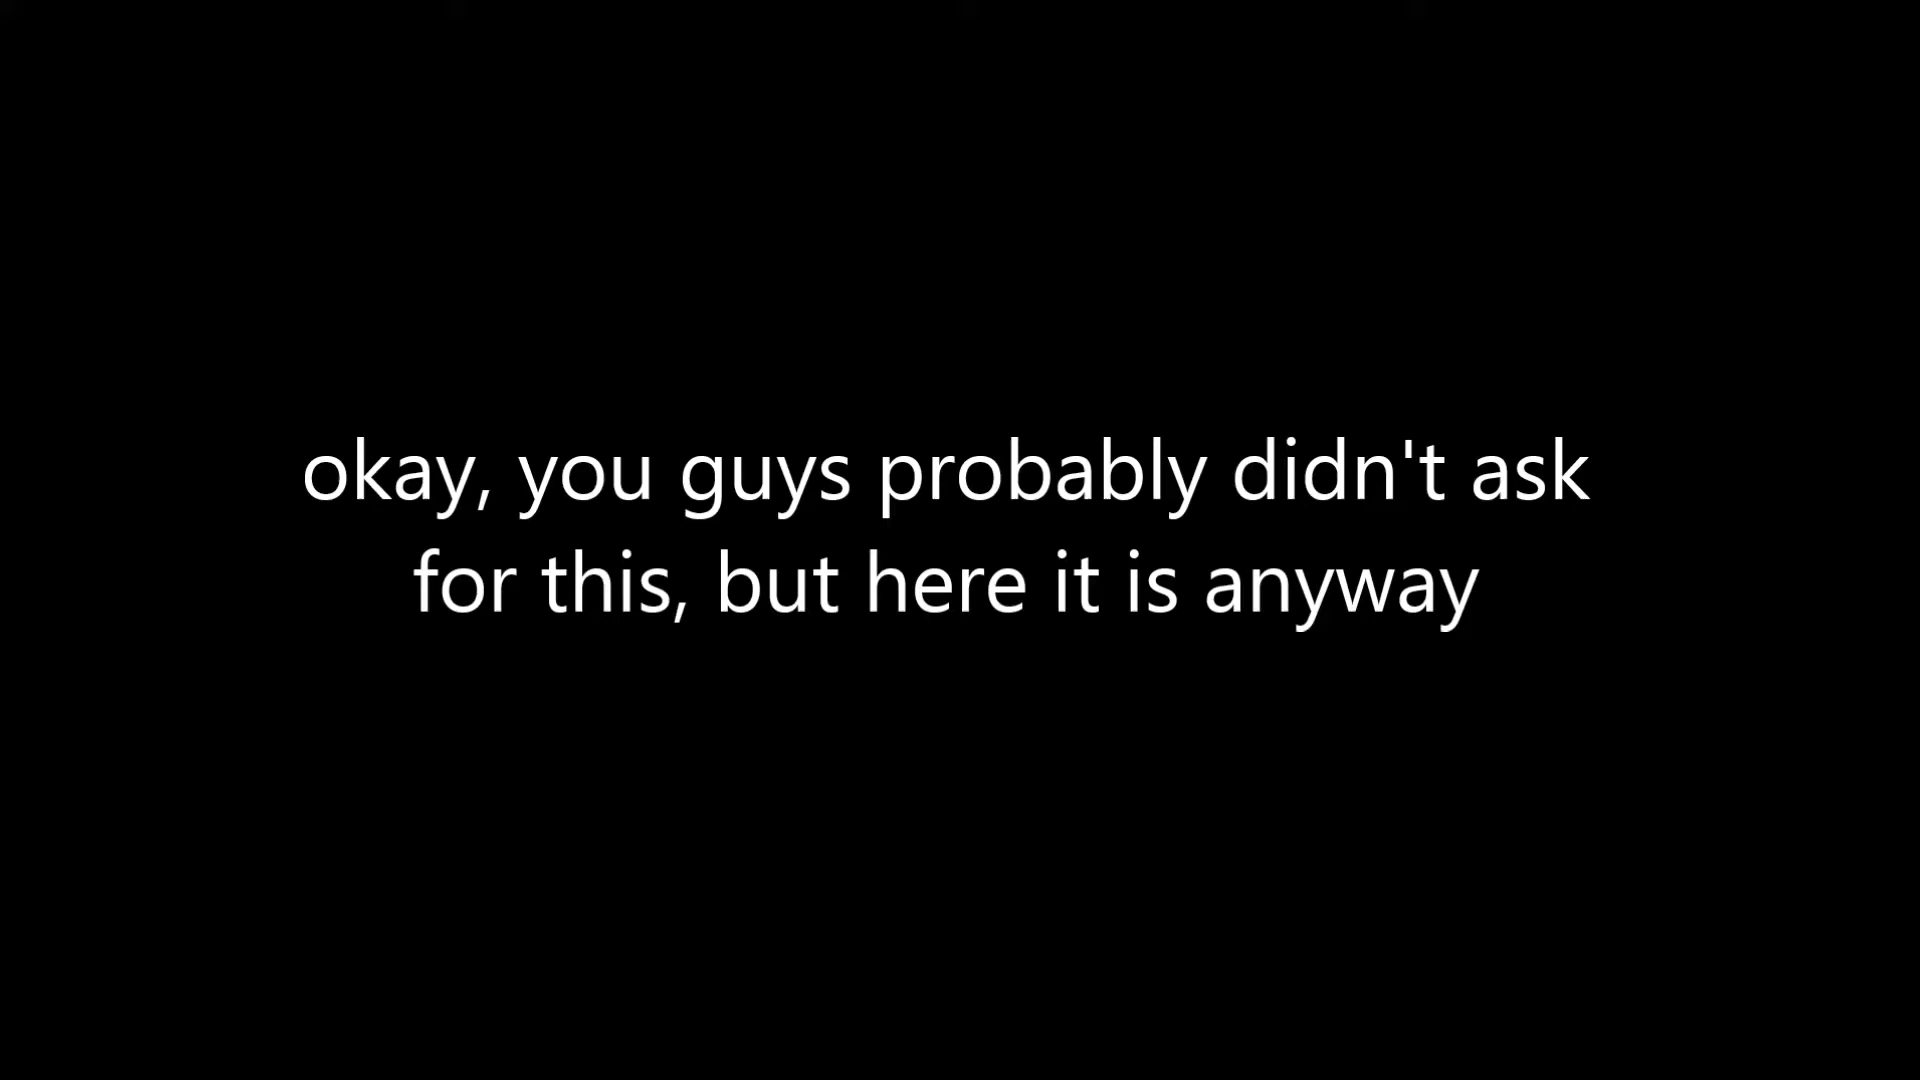 okay, you guys probably didn't ask
for this, but here it is anyway